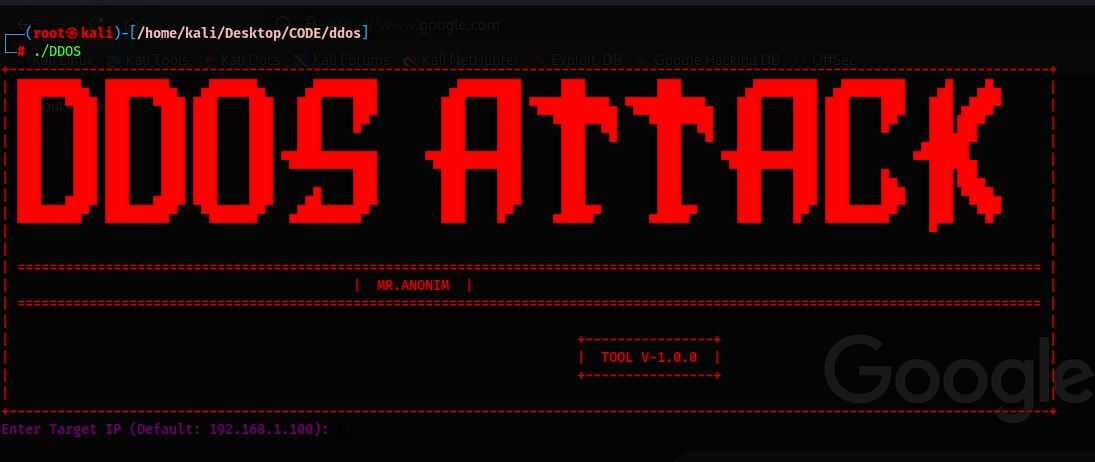 www.google.com
┌──(root㉿kali)-[/home/kali/Desktop/CODE/ddos]
└─# ./DDOS
Kali Linux Kali Tools Kali Docs Kali Forums Kali NetHunter Exploit-DB Google Hacking DB OffSec
DDOS ATTACK
| MR.ANONIM |
| TOOL V-1.0.0 |
Google
Enter Target IP (Default: 192.168.1.100):